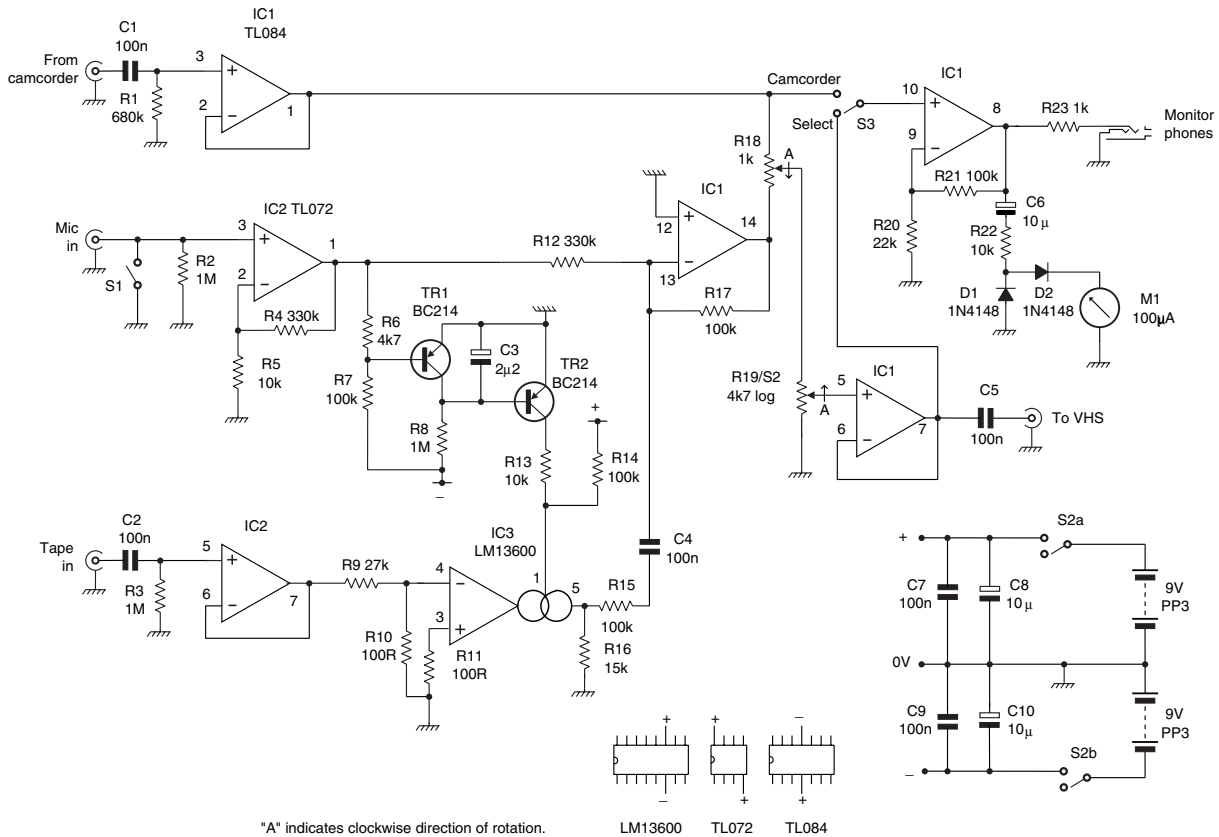 IC1
TL084
C1
100n
From
camcorder
3
+
2
−
1
R1
680k
Camcorder
Select
S3
IC1
10
+
9
−
8
R23 1k
Monitor
phones
R18
1k
A
R21 100k
R20
22k
C6
10 µ
R22
10k
D1
1N4148
D2
1N4148
M1
100µA
IC2 TL072
Mic
in
3
+
2
−
1
S1
R2
1M
R4 330k
R5
10k
R12 330k
IC1
12
+
13
−
14
R17
100k
R6
4k7
TR1
BC214
R7
100k
C3
2µ2
TR2
BC214
R8
1M
−
R13
10k
+
R14
100k
R19/S2
4k7 log
A
IC1
5
+
6
−
7
C5
100n
To VHS
C2
100n
Tape
in
IC2
5
+
6
−
7
R3
1M
R9 27k
IC3
LM13600
4
−
3
+
1
5
R10
100R
R11
100R
C4
100n
R15
100k
R16
15k
S2a
+
C7
100n
C8
10µ
9V
PP3
0V
C9
100n
C10
10µ
9V
PP3
−
S2b
+
+
−
−
+
+
LM13600
TL072
TL084
"A" indicates clockwise direction of rotation.